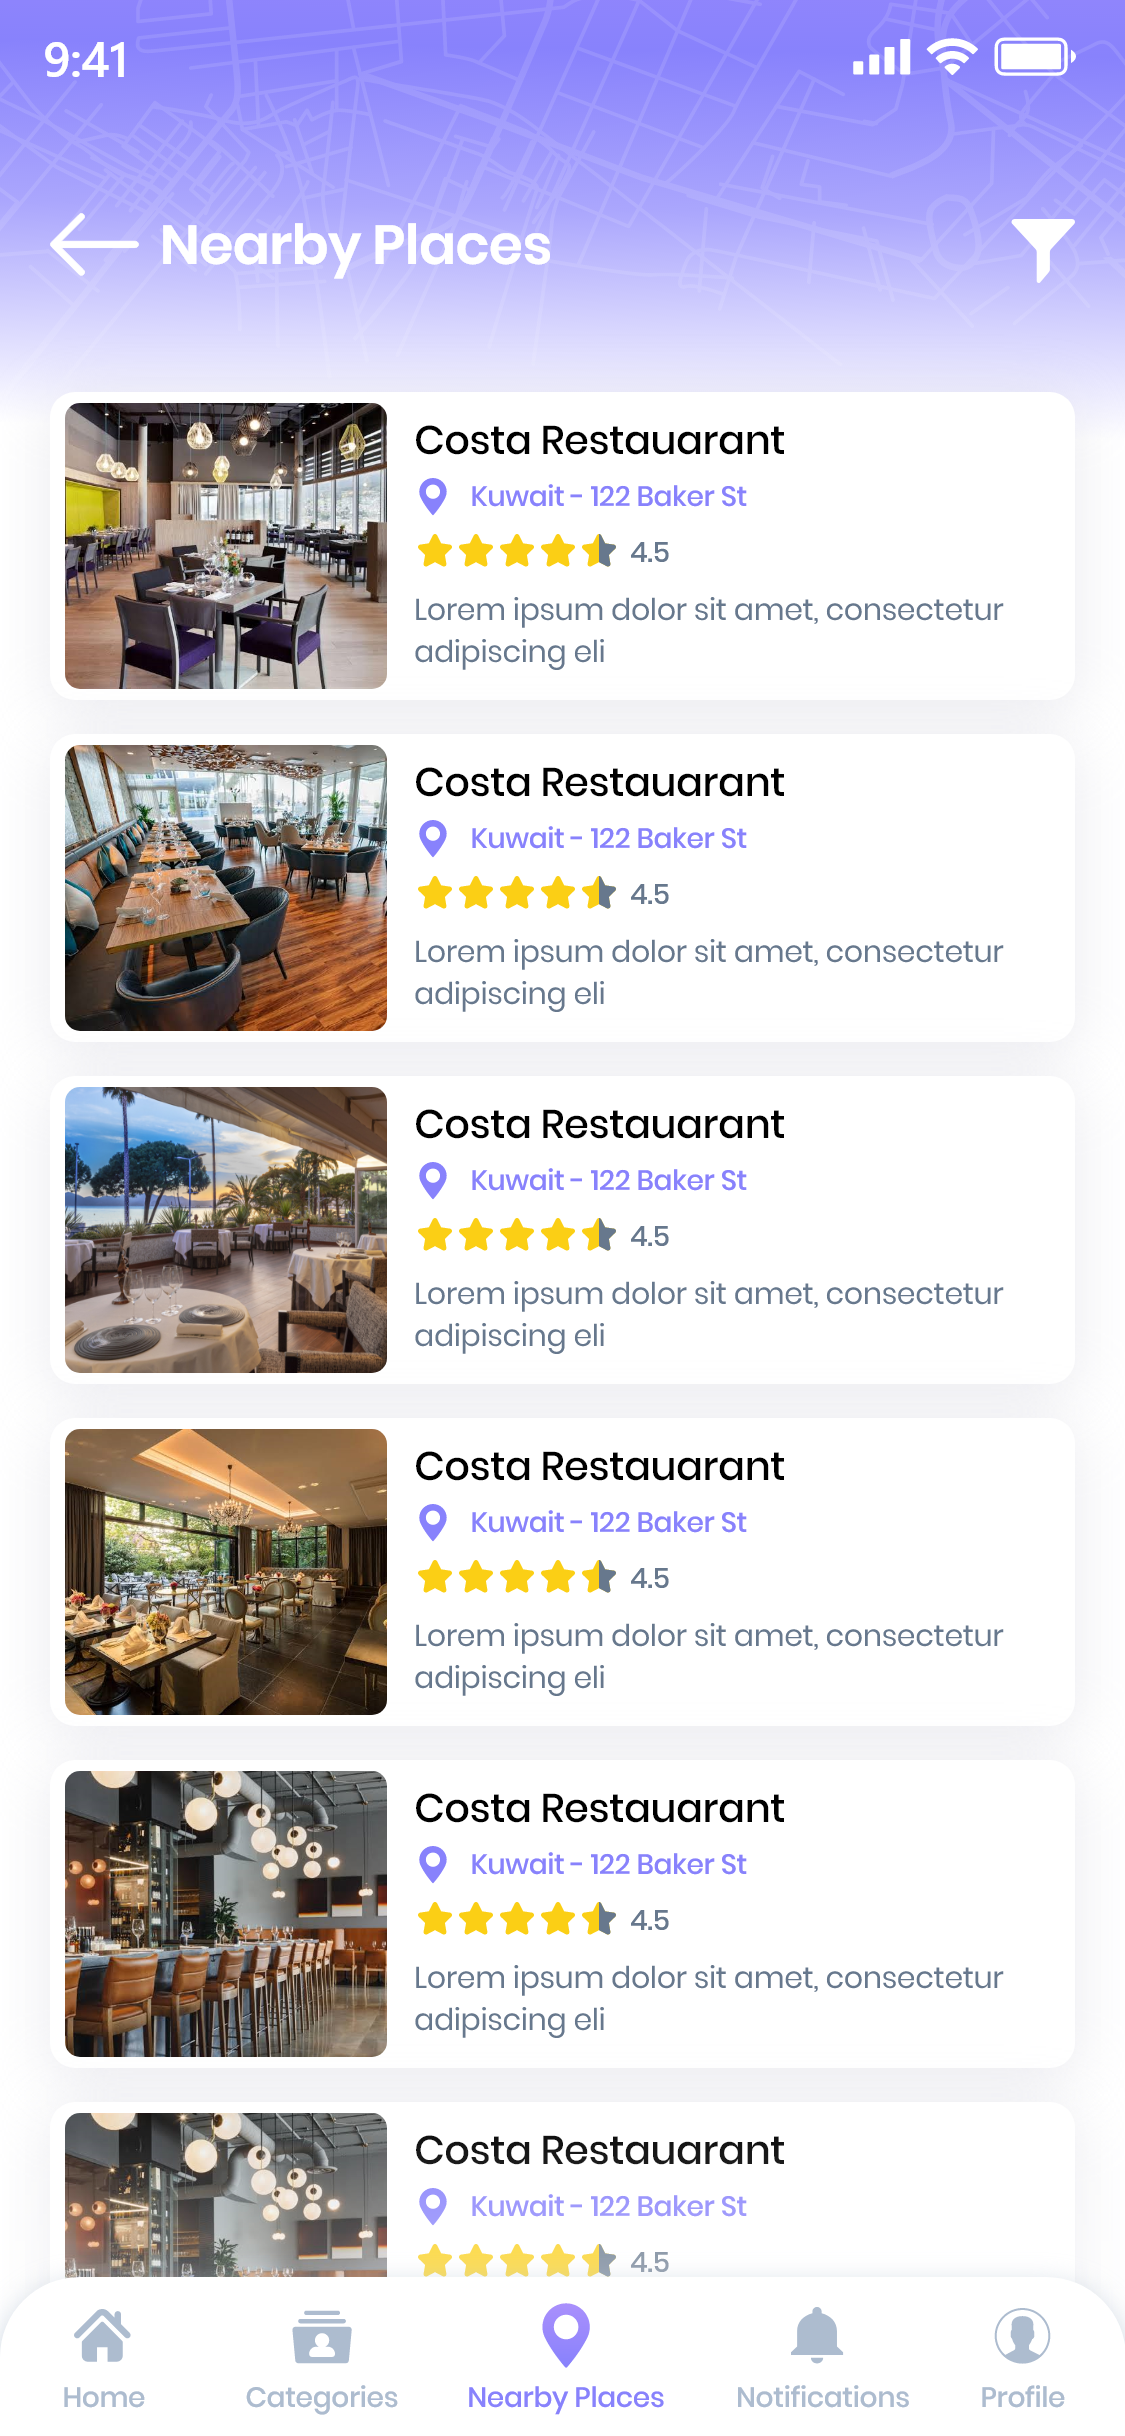 9:41
Nearby Places
Costa Restauarant
Kuwait - 122 Baker St
4.5
Lorem ipsum dolor sit amet, consectetur
adipiscing eli
Costa Restauarant
Kuwait - 122 Baker St
4.5
Lorem ipsum dolor sit amet, consectetur
adipiscing eli
Costa Restauarant
Kuwait - 122 Baker St
4.5
Lorem ipsum dolor sit amet, consectetur
adipiscing eli
Costa Restauarant
Kuwait - 122 Baker St
4.5
Lorem ipsum dolor sit amet, consectetur
adipiscing eli
Costa Restauarant
Kuwait - 122 Baker St
4.5
Lorem ipsum dolor sit amet, consectetur
adipiscing eli
Costa Restauarant
Kuwait - 122 Baker St
4.5
Home Categories Nearby Places Notifications Profile